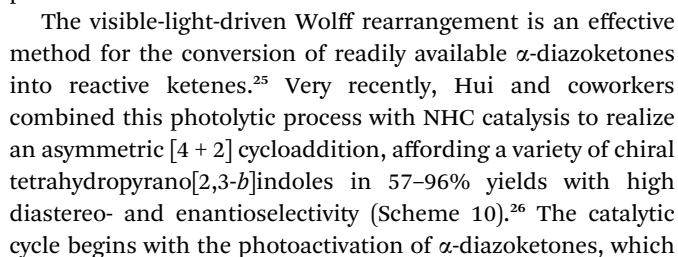 The visible-light-driven Wolff rearrangement is an effective
method for the conversion of readily available α-diazoketones
into reactive ketenes.²⁵ Very recently, Hui and coworkers
combined this photolytic process with NHC catalysis to realize
an asymmetric [4 + 2] cycloaddition, affording a variety of chiral
tetrahydropyrano[2,3-b]indoles in 57–96% yields with high
diastereo- and enantioselectivity (Scheme 10).²⁶ The catalytic
cycle begins with the photoactivation of α-diazoketones, which